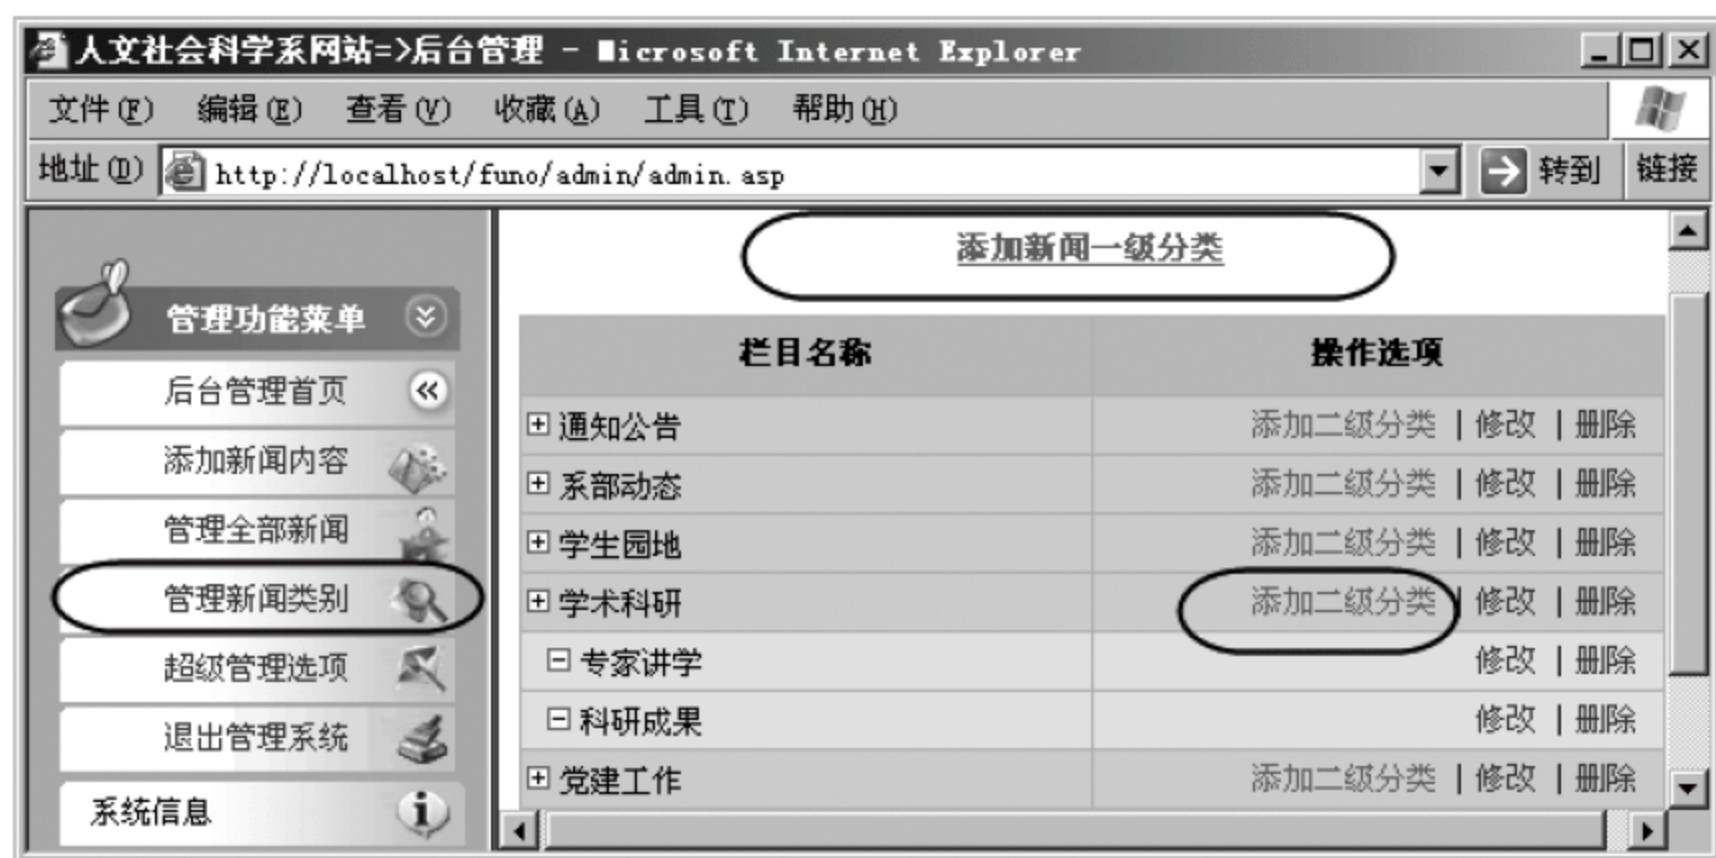 人文社会科学系网站=>后台管理 - Microsoft Internet Explorer
文件(F) 编辑(E) 查看(V) 收藏(A) 工具(T) 帮助(H)
地址(D) http://localhost/funo/admin/admin.asp 转到 链接
管理功能菜单
后台管理首页
添加新闻内容
管理全部新闻
管理新闻类别
超级管理选项
退出管理系统
系统信息
添加新闻一级分类
栏目名称 操作选项
通知公告 添加二级分类 | 修改 | 删除
系部动态 添加二级分类 | 修改 | 删除
学生园地 添加二级分类 | 修改 | 删除
学术科研 添加二级分类 | 修改 | 删除
专家讲学 修改 | 删除
科研成果 修改 | 删除
党建工作 添加二级分类 | 修改 | 删除